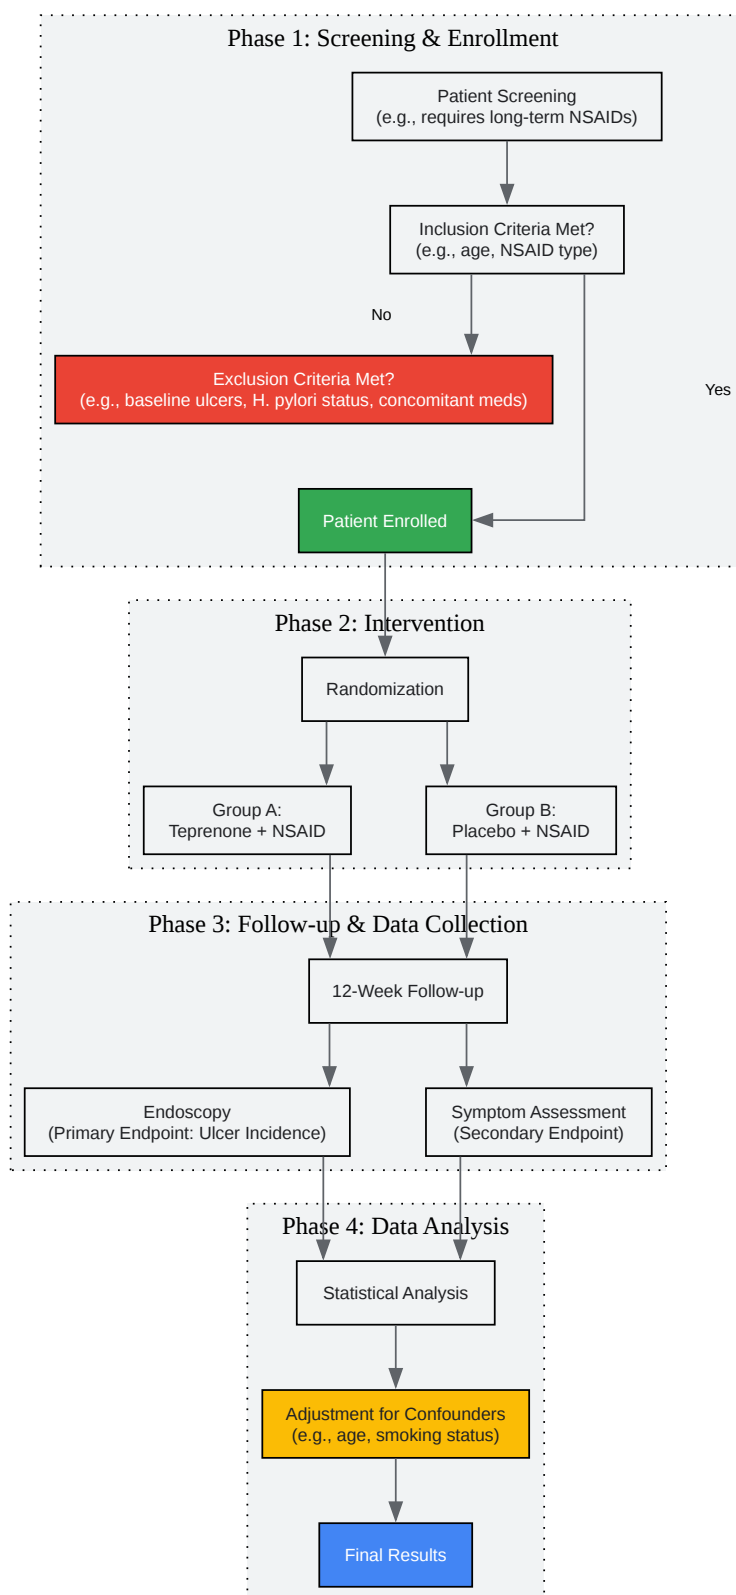 Phase 1: Screening & Enrollment
Patient Screening
(e.g., requires long-term NSAIDs)
Inclusion Criteria Met?
(e.g., age, NSAID type)
No
Exclusion Criteria Met?
(e.g., baseline ulcers, H. pylori status, concomitant meds)
Yes
Patient Enrolled
Phase 2: Intervention
Randomization
Group A:
Teprenone + NSAID
Group B:
Placebo + NSAID
Phase 3: Follow-up & Data Collection
12-Week Follow-up
Endoscopy
(Primary Endpoint: Ulcer Incidence)
Symptom Assessment
(Secondary Endpoint)
Phase 4: Data Analysis
Statistical Analysis
Adjustment for Confounders
(e.g., age, smoking status)
Final Results